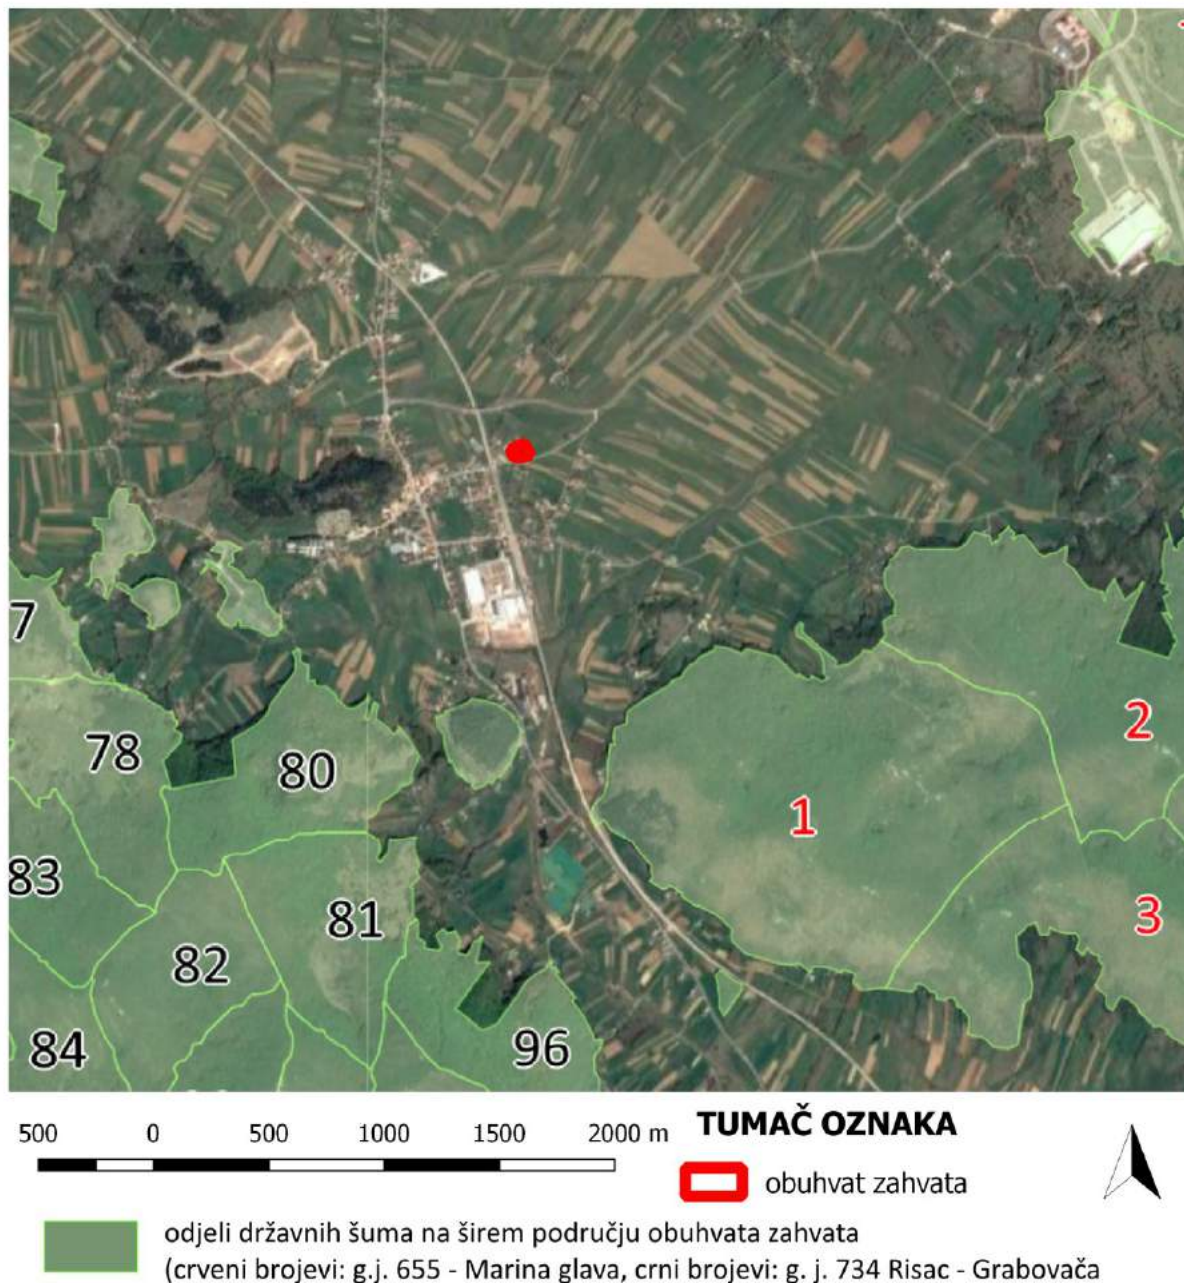 7
78
80
2
1
83
81
3
82
84
96
500 0 500 1000 1500 2000 m
TUMAČ OZNAKA
obuhvat zahvata
odjeli državnih šuma na širem području obuhvata zahvata
(crveni brojevi: g.j. 655 - Marina glava, crni brojevi: g. j. 734 Risac - Grabovača